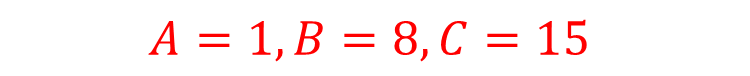 A = 1, B = 8, C = 15